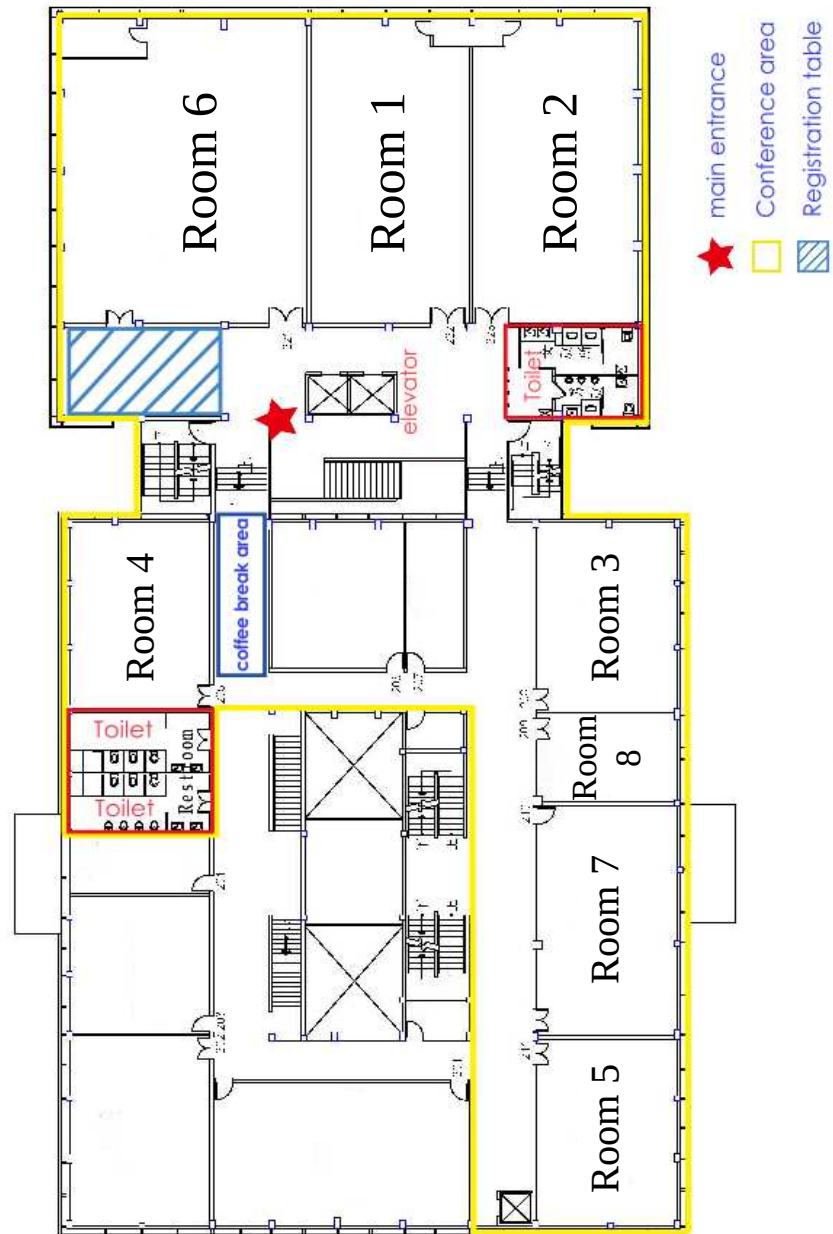 Room 6
Room 1
Room 2
main entrance
Conference area
Registration table
elevator
Toilet
Room 4
coffee break area
Room 3
Toilet
Toilet
Rest room
Room
8
Room 7
Room 5